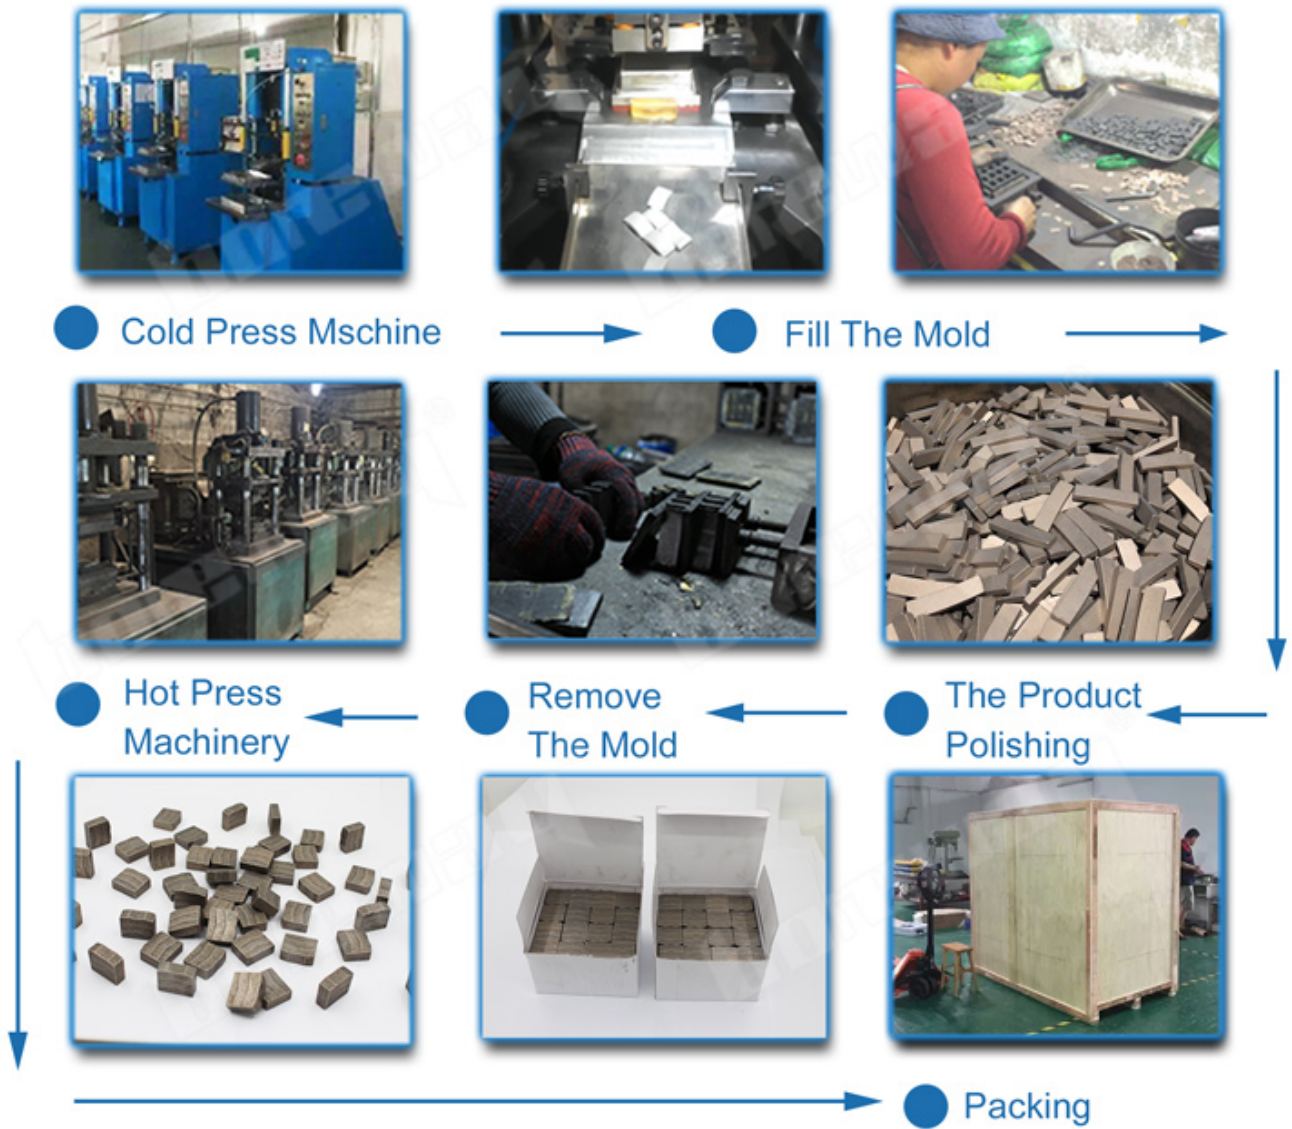 Cold Press Mschine
Fill The Mold
Hot Press
Machinery
Remove
The Mold
The Product
Polishing
Packing